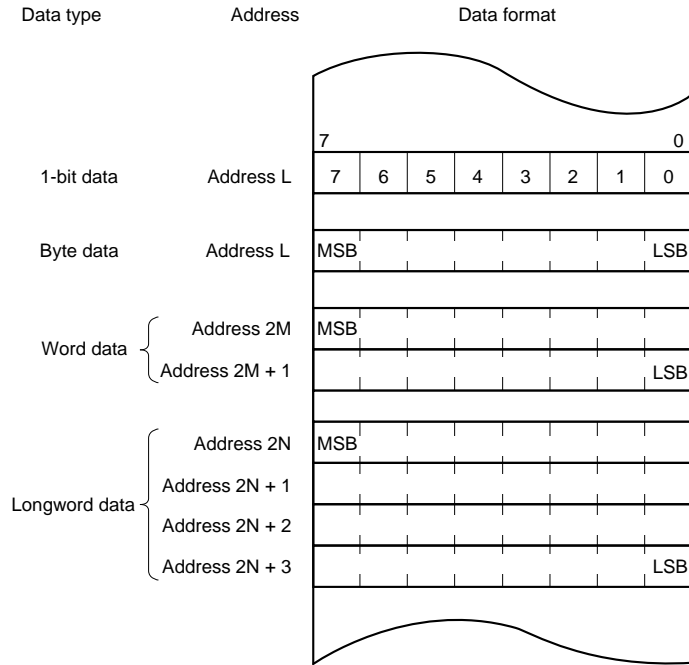 Data type Address Data format
7 0
1-bit data Address L 7 6 5 4 3 2 1 0
Byte data Address L MSB LSB
Word data
Address 2M MSB
Address 2M + 1 LSB
Longword data
Address 2N MSB
Address 2N + 1
Address 2N + 2
Address 2N + 3 LSB